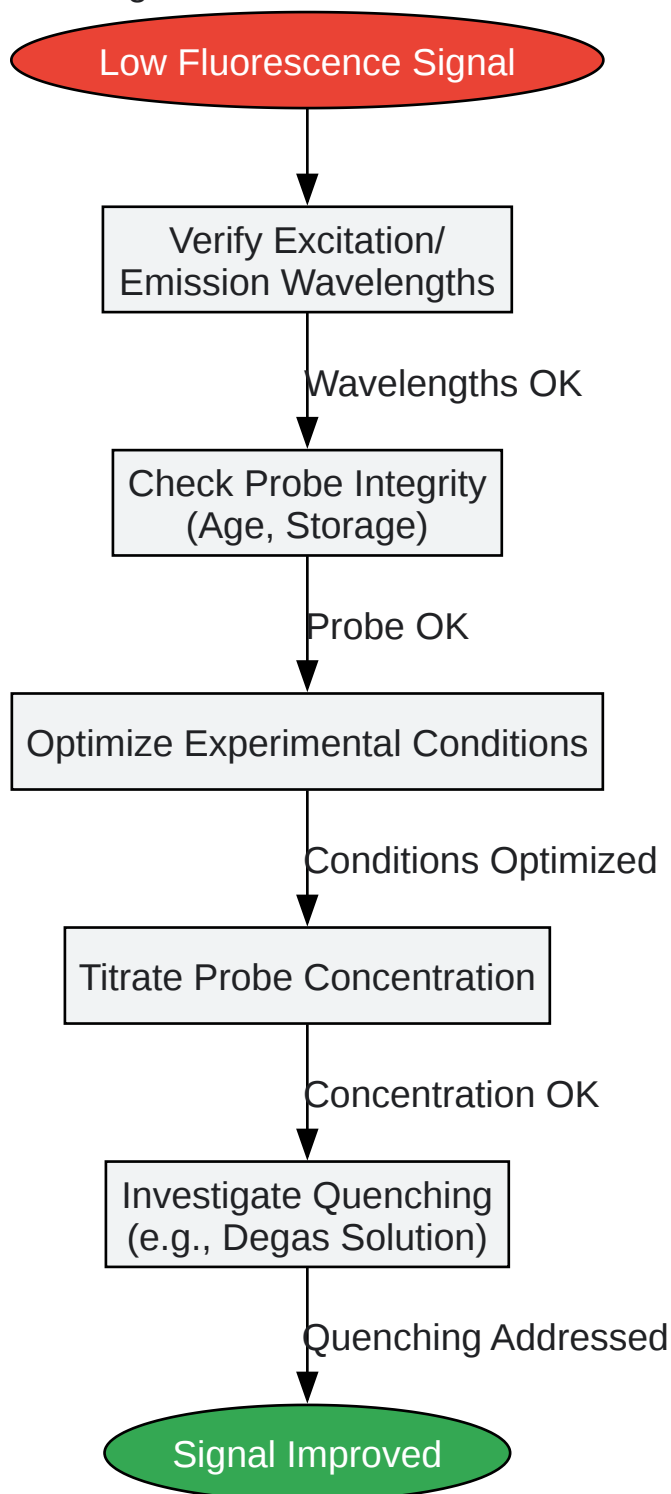 Low Fluorescence Signal
Verify Excitation/
Emission Wavelengths
Wavelengths OK
Check Probe Integrity
(Age, Storage)
Probe OK
Optimize Experimental Conditions
Conditions Optimized
Titrate Probe Concentration
Concentration OK
Investigate Quenching
(e.g., Degas Solution)
Quenching Addressed
Signal Improved